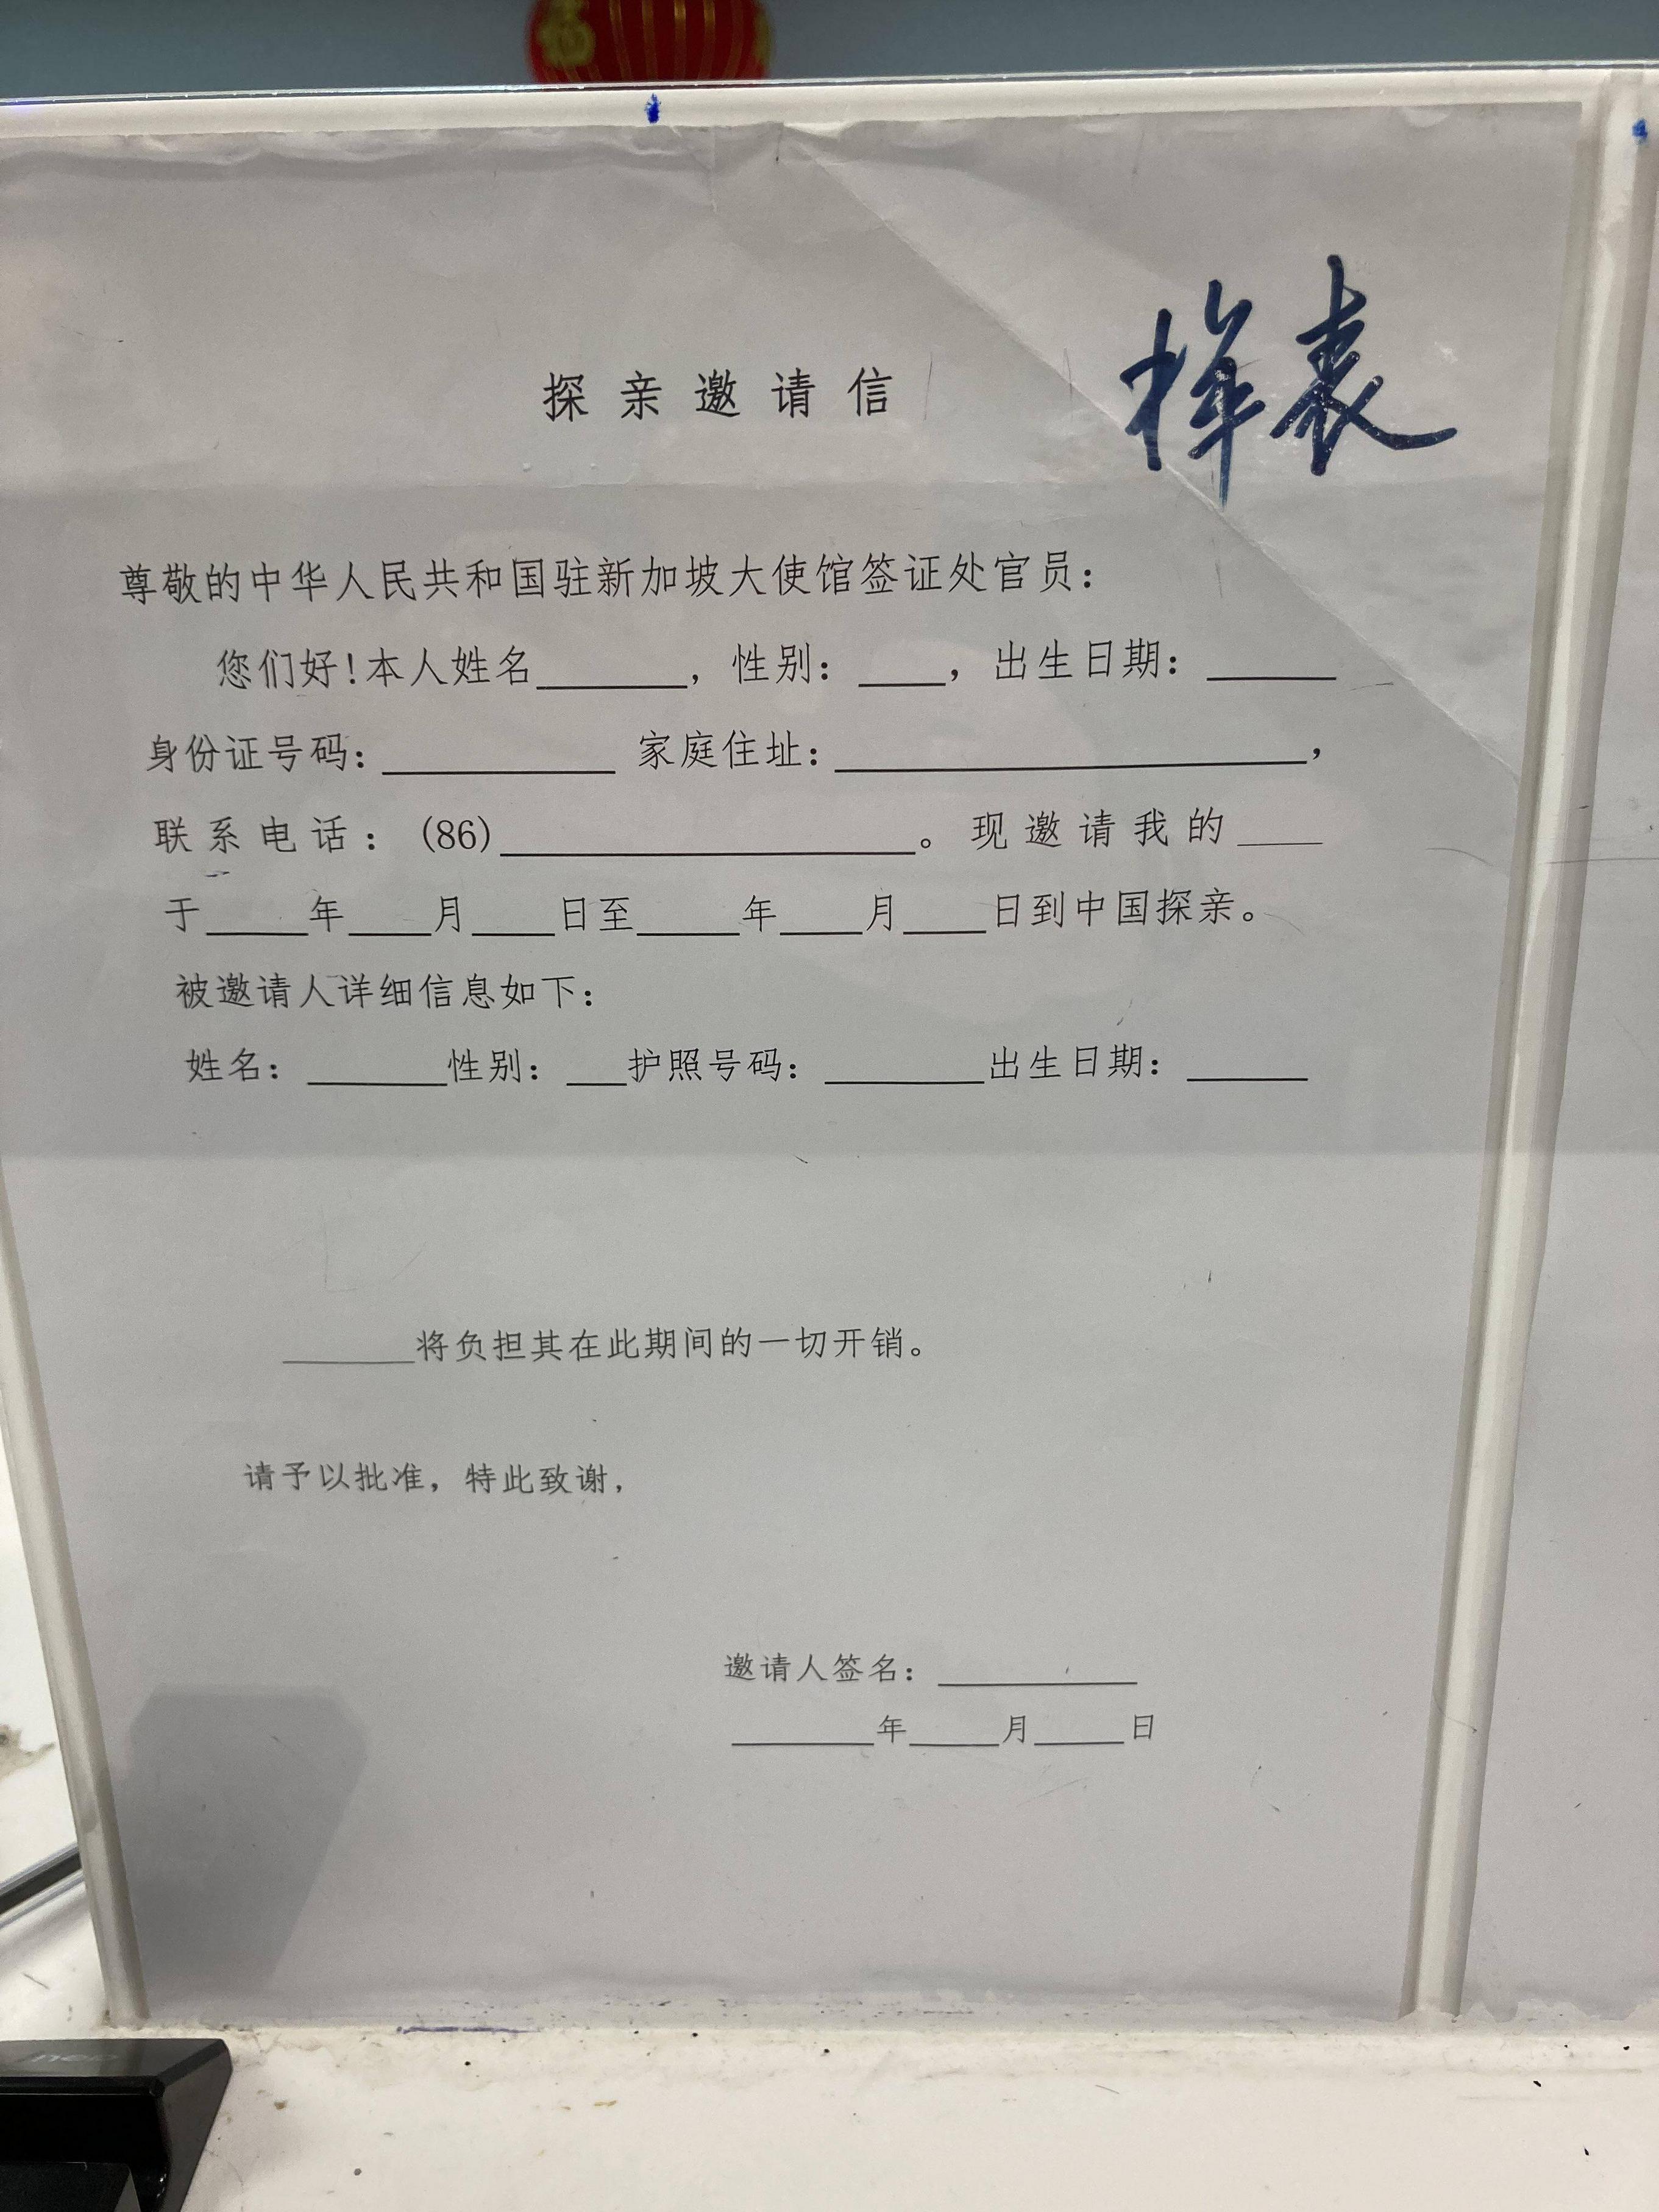 福
探亲邀请信
样表
尊敬的中华人民共和国驻新加坡大使馆签证处官员：
您们好！本人姓名______，性别：____，出生日期：______
身份证号码：__________ 家庭住址：____________________，
联系电话：(86)__________________。现邀请我的____
于_____年____月____日至_____年____月____日到中国探亲。
被邀请人详细信息如下：
姓名：______性别：___护照号码：_______出生日期：_____
______将负担其在此期间的一切开销。
请予以批准，特此致谢，
邀请人签名：_________
_______年____月____日